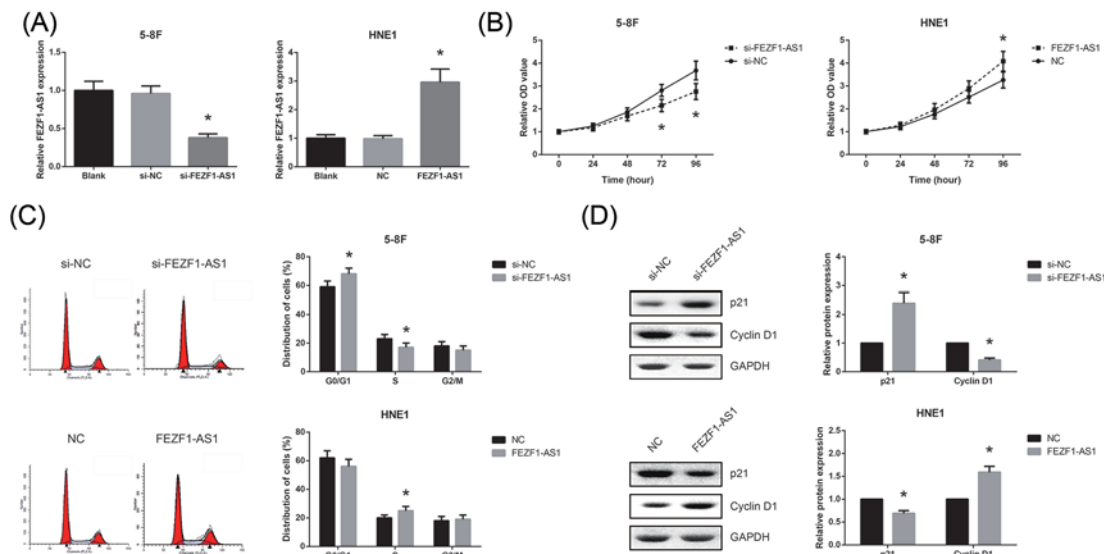 (A)
5-8F
Relative FEZF1-AS1 expression
1.5
1.0
0.5
0.0
Blank
si-NC
si-FEZF1-AS1
*
HNE1
Relative FEZF1-AS1 expression
4
3
2
1
0
Blank
NC
FEZF1-AS1
*
(B)
5-8F
Relative OD value
5
4
3
2
1
0
0
24
48
72
96
Time (hour)
si-FEZF1-AS1
si-NC
*
*
HNE1
Relative OD value
5
4
3
2
1
0
0
24
48
72
96
Time (hour)
FEZF1-AS1
NC
*
(C)
si-NC
si-FEZF1-AS1
5-8F
Distribution of cells (%)
80
60
40
20
0
G0/G1
S
G2/M
si-NC
si-FEZF1-AS1
*
*
NC
FEZF1-AS1
HNE1
Distribution of cells (%)
80
60
40
20
0
G0/G1
S
G2/M
NC
FEZF1-AS1
*
(D)
si-NC
si-FEZF1-AS1
p21
Cyclin D1
GAPDH
5-8F
Relative protein expression
4
3
2
1
0
p21
Cyclin D1
si-NC
si-FEZF1-AS1
*
*
NC
FEZF1-AS1
p21
Cyclin D1
GAPDH
HNE1
Relative protein expression
2.5
2.0
1.5
1.0
0.5
0.0
p21
Cyclin D1
NC
FEZF1-AS1
*
*